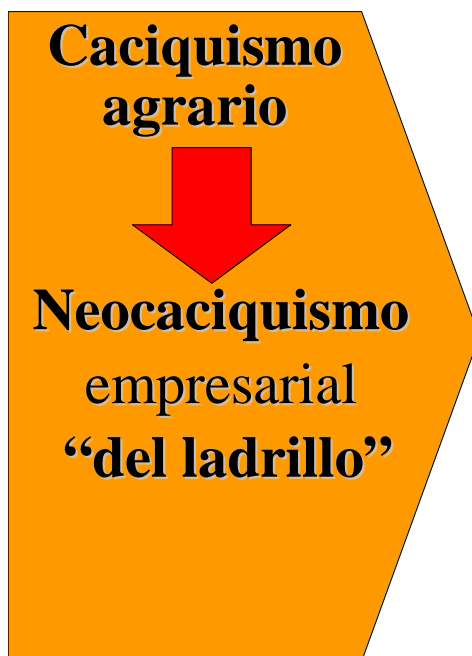 Caciquismo
agrario
Neocaciquismo
empresarial
“del ladrillo”